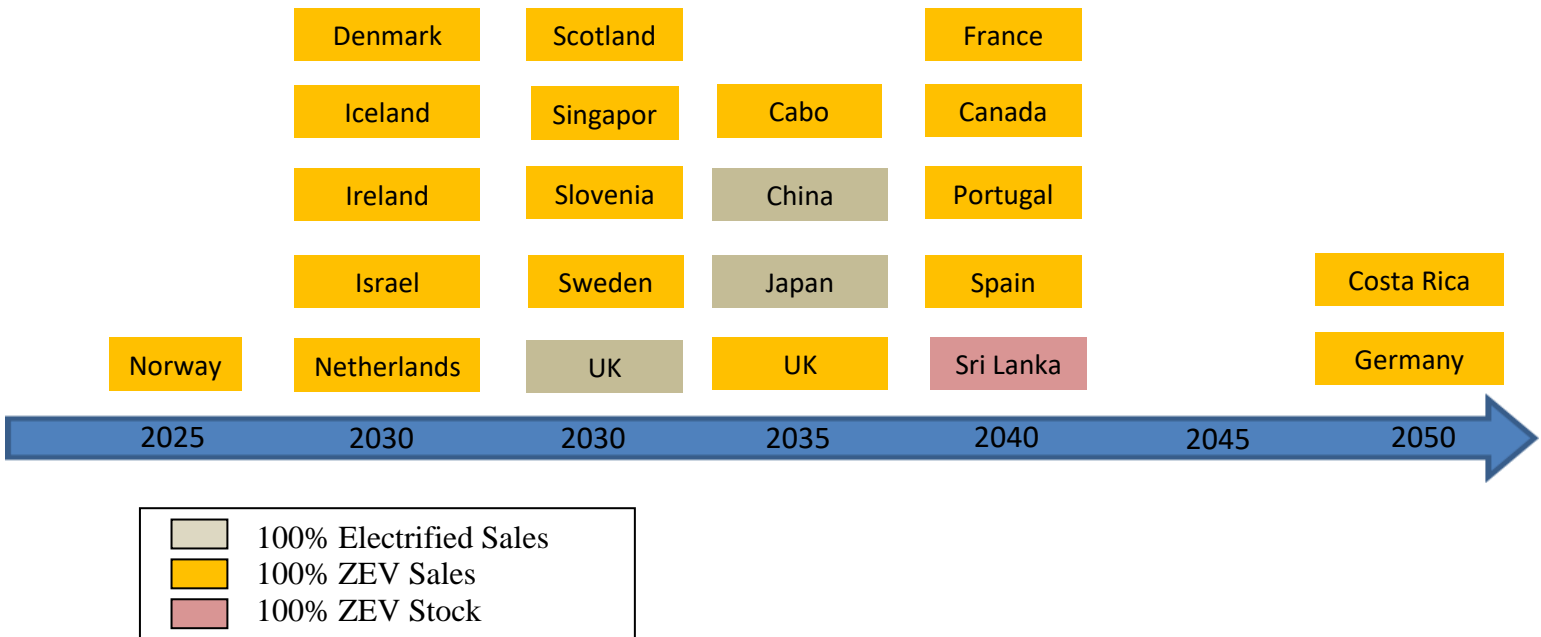 Denmark Scotland France
Iceland Singapor Cabo Canada
Ireland Slovenia China Portugal
Israel Sweden Japan Spain Costa Rica
Norway Netherlands UK UK Sri Lanka Germany
2025 2030 2030 2035 2040 2045 2050
100% Electrified Sales
100% ZEV Sales
100% ZEV Stock